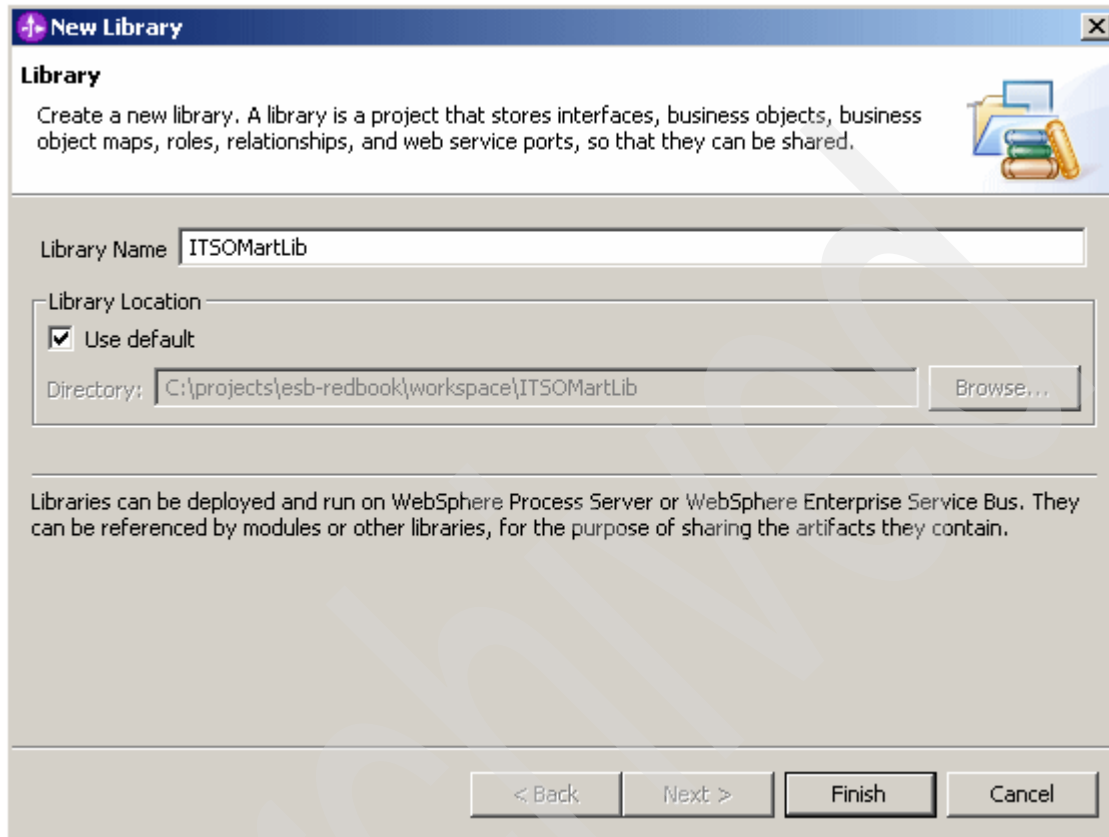 New Library
Library
Create a new library. A library is a project that stores interfaces, business objects, business
object maps, roles, relationships, and web service ports, so that they can be shared.
Library Name ITSOMartLib
Library Location
Use default
Directory: C:\projects\esb-redbook\workspace\ITSOMartLib Browse...
Libraries can be deployed and run on WebSphere Process Server or WebSphere Enterprise Service Bus. They
can be referenced by modules or other libraries, for the purpose of sharing the artifacts they contain.
< Back Next > Finish Cancel